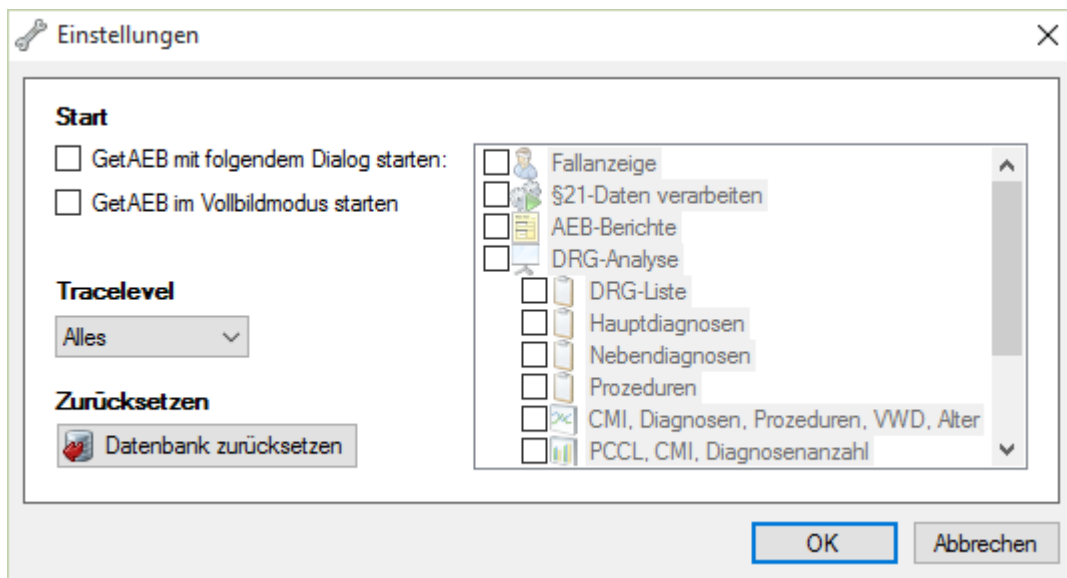 Einstellungen
Start
GetAEB mit folgendem Dialog starten:
GetAEB im Vollbildmodus starten
Tracelevel
Alles
Zurücksetzen
Datenbank zurücksetzen
Fallanzeige
§21-Daten verarbeiten
AEB-Berichte
DRG-Analyse
DRG-Liste
Hauptdiagnosen
Nebendiagnosen
Prozeduren
CMI, Diagnosen, Prozeduren, VWD, Alter
PCCL, CMI, Diagnosenanzahl
OK
Abbrechen